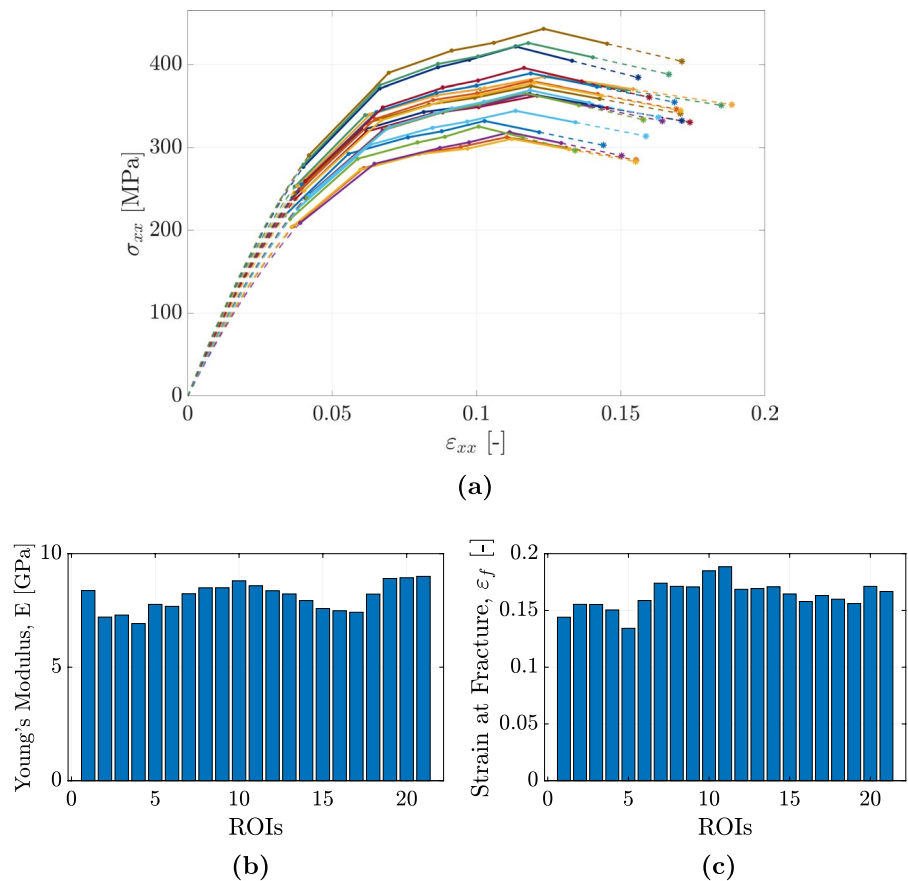 400
300
200
100
0
σxx [MPa]
0 0.05 0.1 0.15 0.2
εxx [-]
(a)
10
5
0
Young's Modulus, E [GPa]
0 5 10 15 20
ROIs
(b)
0.2
0.15
0.1
0.05
0
Strain at Fracture, εf [-]
0 5 10 15 20
ROIs
(c)